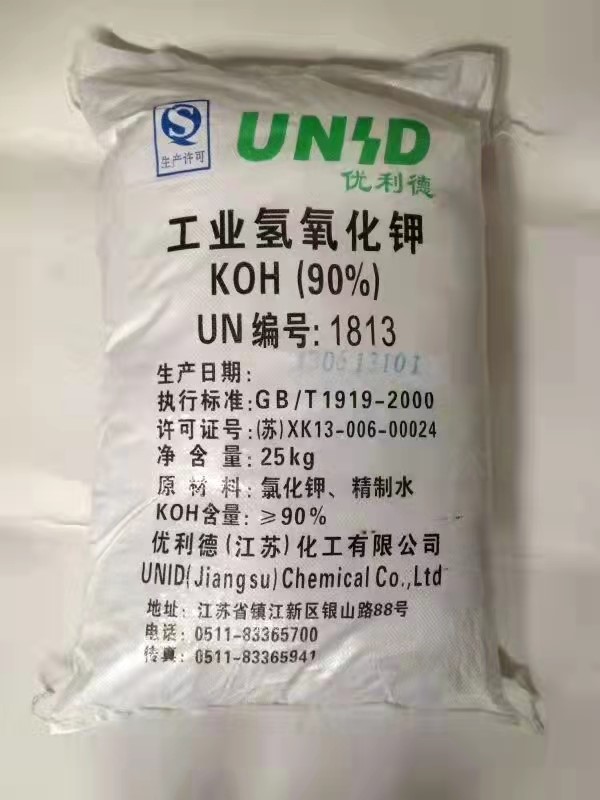 生产许可
UNID
优利德
工业氢氧化钾
KOH (90%)
UN编号: 1813
130613101
生产日期:
执行标准:GB/T1919-2000
许可证号:(苏)XK13-006-00024
净 含 量: 25kg
原 材 料: 氯化钾、精制水
KOH含量: ≥90%
优利德(江苏)化工有限公司
UNID(Jiangsu)Chemical Co.,Ltd
地址: 江苏省镇江新区银山路88号
电话: 0511-83365700
传真: 0511-83365941